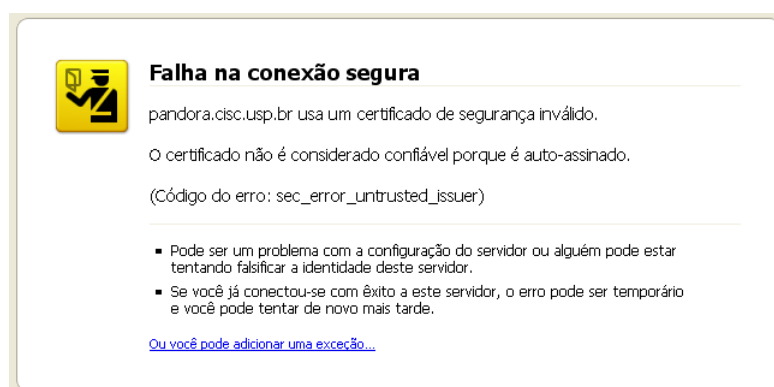 Falha na conexão segura
pandora.cisc.usp.br usa um certificado de segurança inválido.
O certificado não é considerado confiável porque é auto-assinado.
(Código do erro: sec_error_untrusted_issuer)
Pode ser um problema com a configuração do servidor ou alguém pode estar
tentando falsificar a identidade deste servidor.
Se você já conectou-se com êxito a este servidor, o erro pode ser temporário
e você pode tentar de novo mais tarde.
Ou você pode adicionar uma exceção...